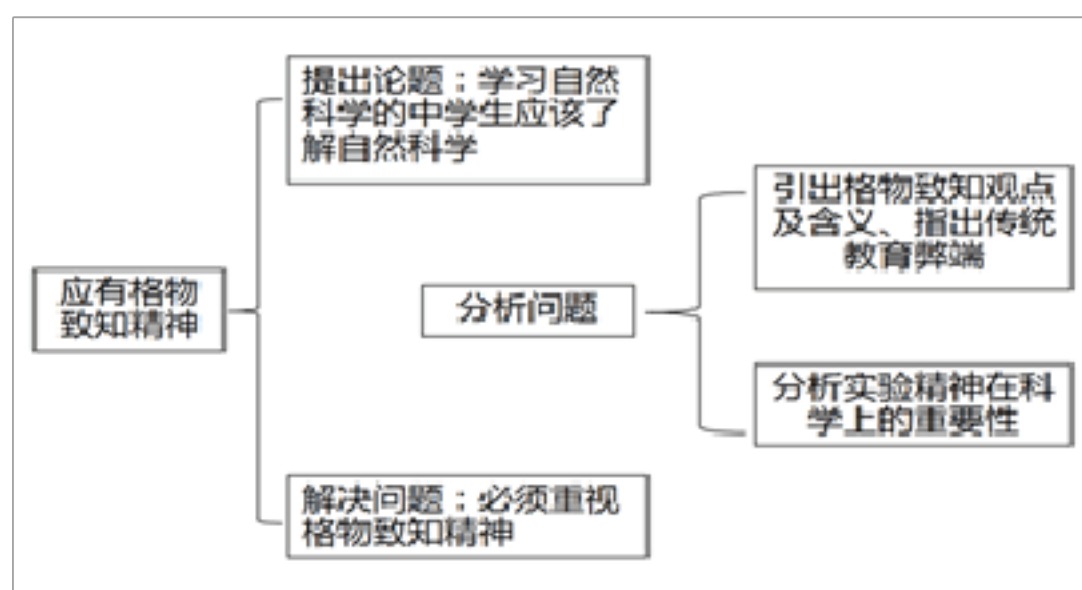 应有格物
致知精神
提出论题：学习自然
科学的中学生应该了
解自然科学
分析问题
引出格物致知观点
及含义、指出传统
教育弊端
分析实验精神在科
学上的重要性
解决问题：必须重视
格物致知精神